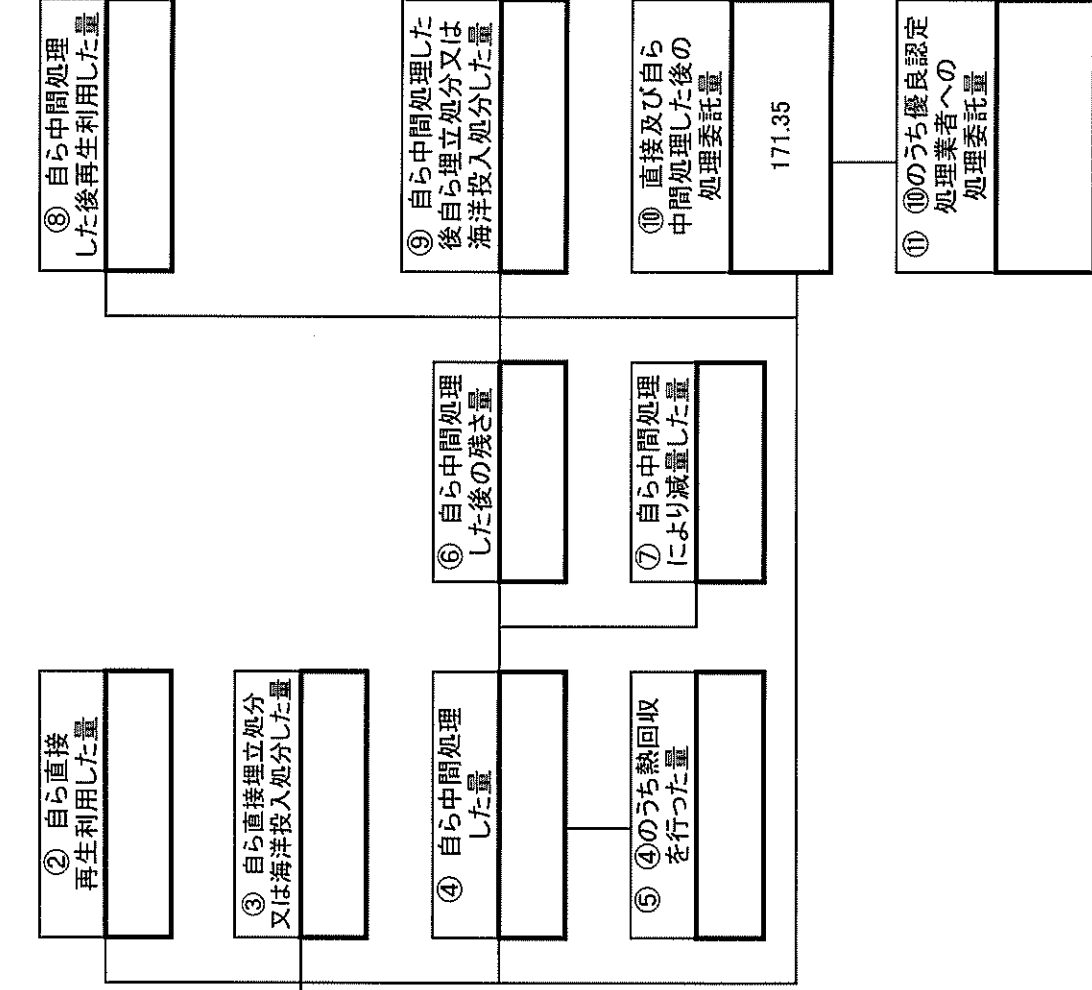 ② 自ら直接
再生利用した量
③ 自ら直接埋立処分
又は海洋投入処分した量
④ 自ら中間処理
した量
⑤ ④のうち熱回収
を行った量
⑥ 自ら中間処理
した後の残さ量
⑦ 自ら中間処理
により減量した量
⑧ 自ら中間処理
した後再生利用した量
⑨ 自ら中間処理した
後自ら埋立処分又は
海洋投入処分した量
⑩ 直接及び自ら
中間処理した後の
処理委託量
171.35
⑪ ⑩のうち優良認定
処理業者への
処理委託量